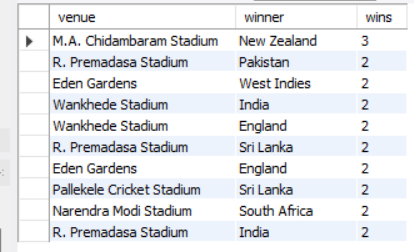 venue winner wins
M.A. Chidambaram Stadium New Zealand 3
R. Premadasa Stadium Pakistan 2
Eden Gardens West Indies 2
Wankhede Stadium India 2
Wankhede Stadium England 2
R. Premadasa Stadium Sri Lanka 2
Eden Gardens England 2
Pallekele Cricket Stadium Sri Lanka 2
Narendra Modi Stadium South Africa 2
R. Premadasa Stadium India 2